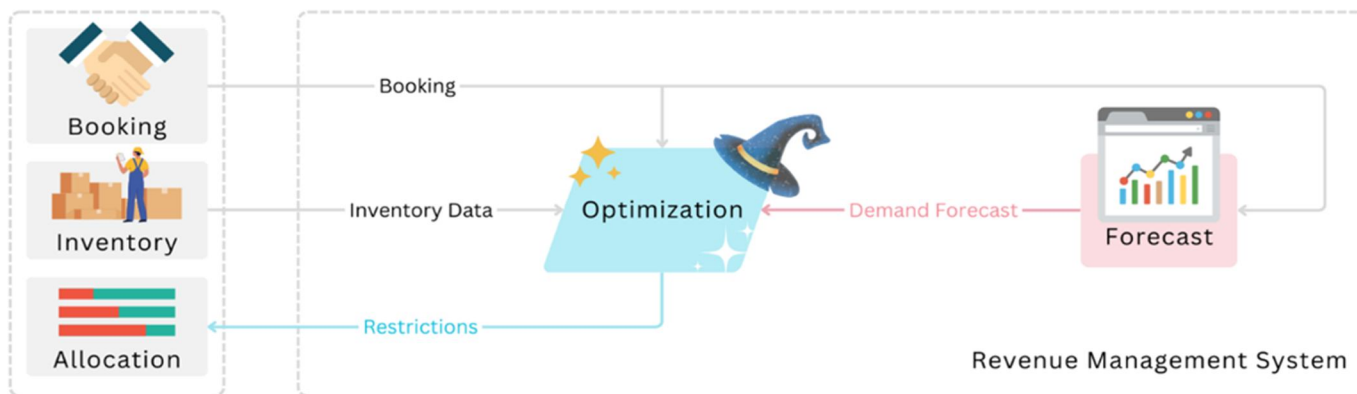 Booking
Booking
Inventory Data
Optimization
Demand Forecast
Forecast
Inventory
Restrictions
Allocation
Revenue Management System